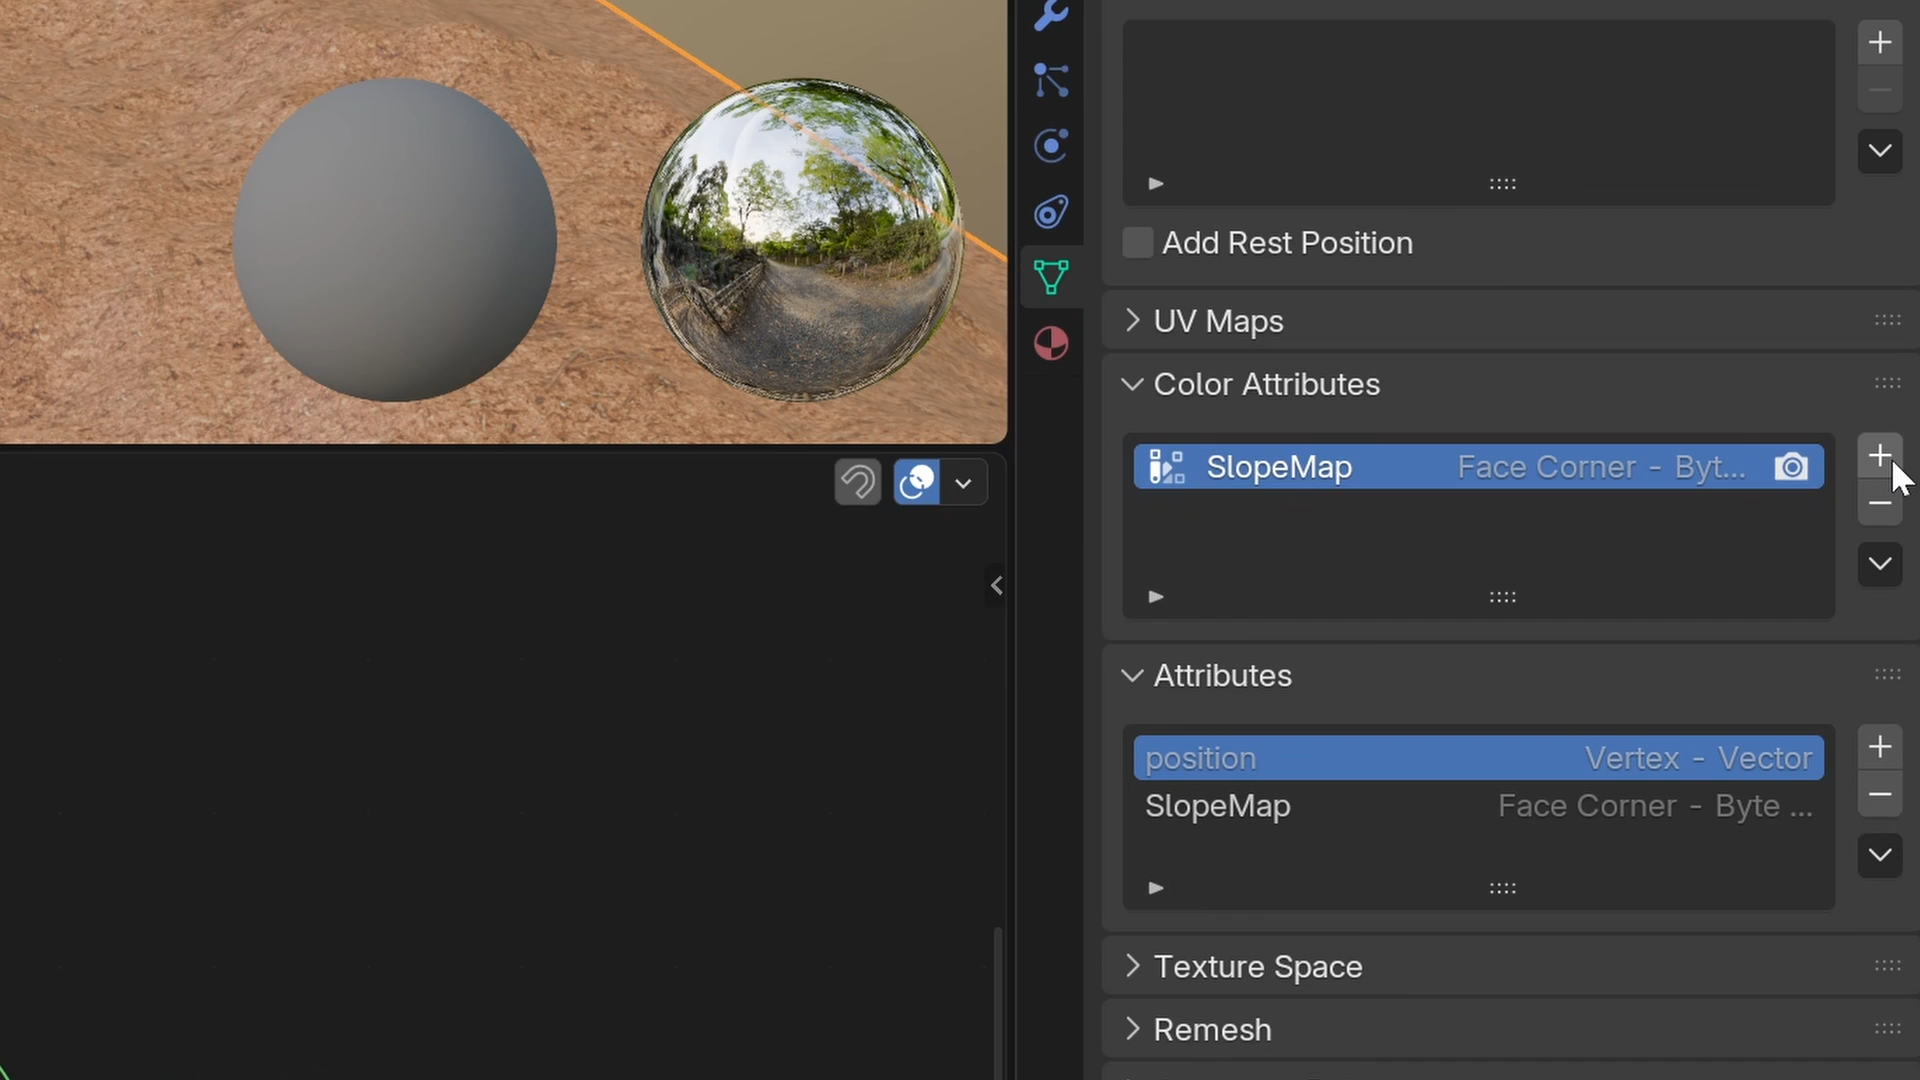 Add Rest Position
UV Maps
Color Attributes
SlopeMap Face Corner - Byt...
Attributes
position Vertex - Vector
SlopeMap Face Corner - Byte ...
Texture Space
Remesh